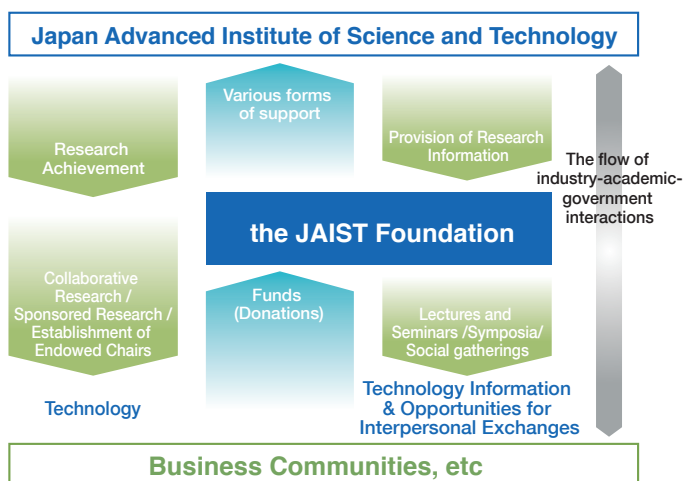 Japan Advanced Institute of Science and Technology
Research
Achievement
Various forms
of support
Provision of Research
Information
The flow of
industry-academic-
government
interactions
the JAIST Foundation
Collaborative
Research /
Sponsored Research /
Establishment of
Endowed Chairs
Funds
(Donations)
Lectures and
Seminars /Symposia/
Social gatherings
Technology
Technology Information
& Opportunities for
Interpersonal Exchanges
Business Communities, etc